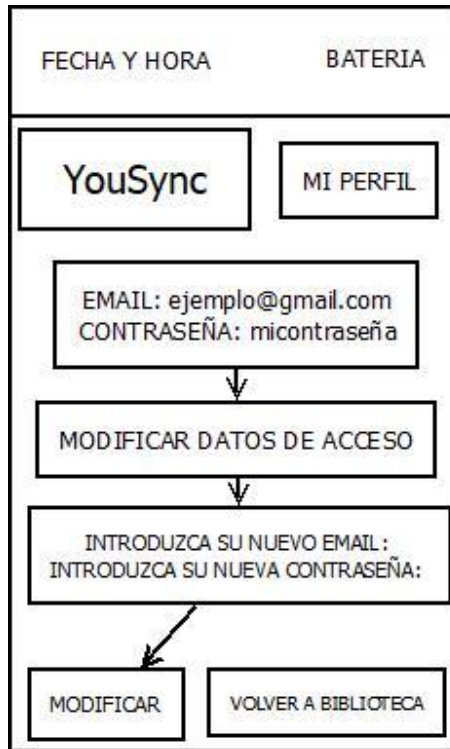 FECHA Y HORA
BATERIA
YouSync
MI PERFIL
EMAIL: ejemplo@gmail.com
CONTRASEÑA: micontraseña
MODIFICAR DATOS DE ACCESO
INTRODUZCA SU NUEVO EMAIL:
INTRODUZCA SU NUEVA CONTRASEÑA:
MODIFICAR
VOLVER A BIBLIOTECA